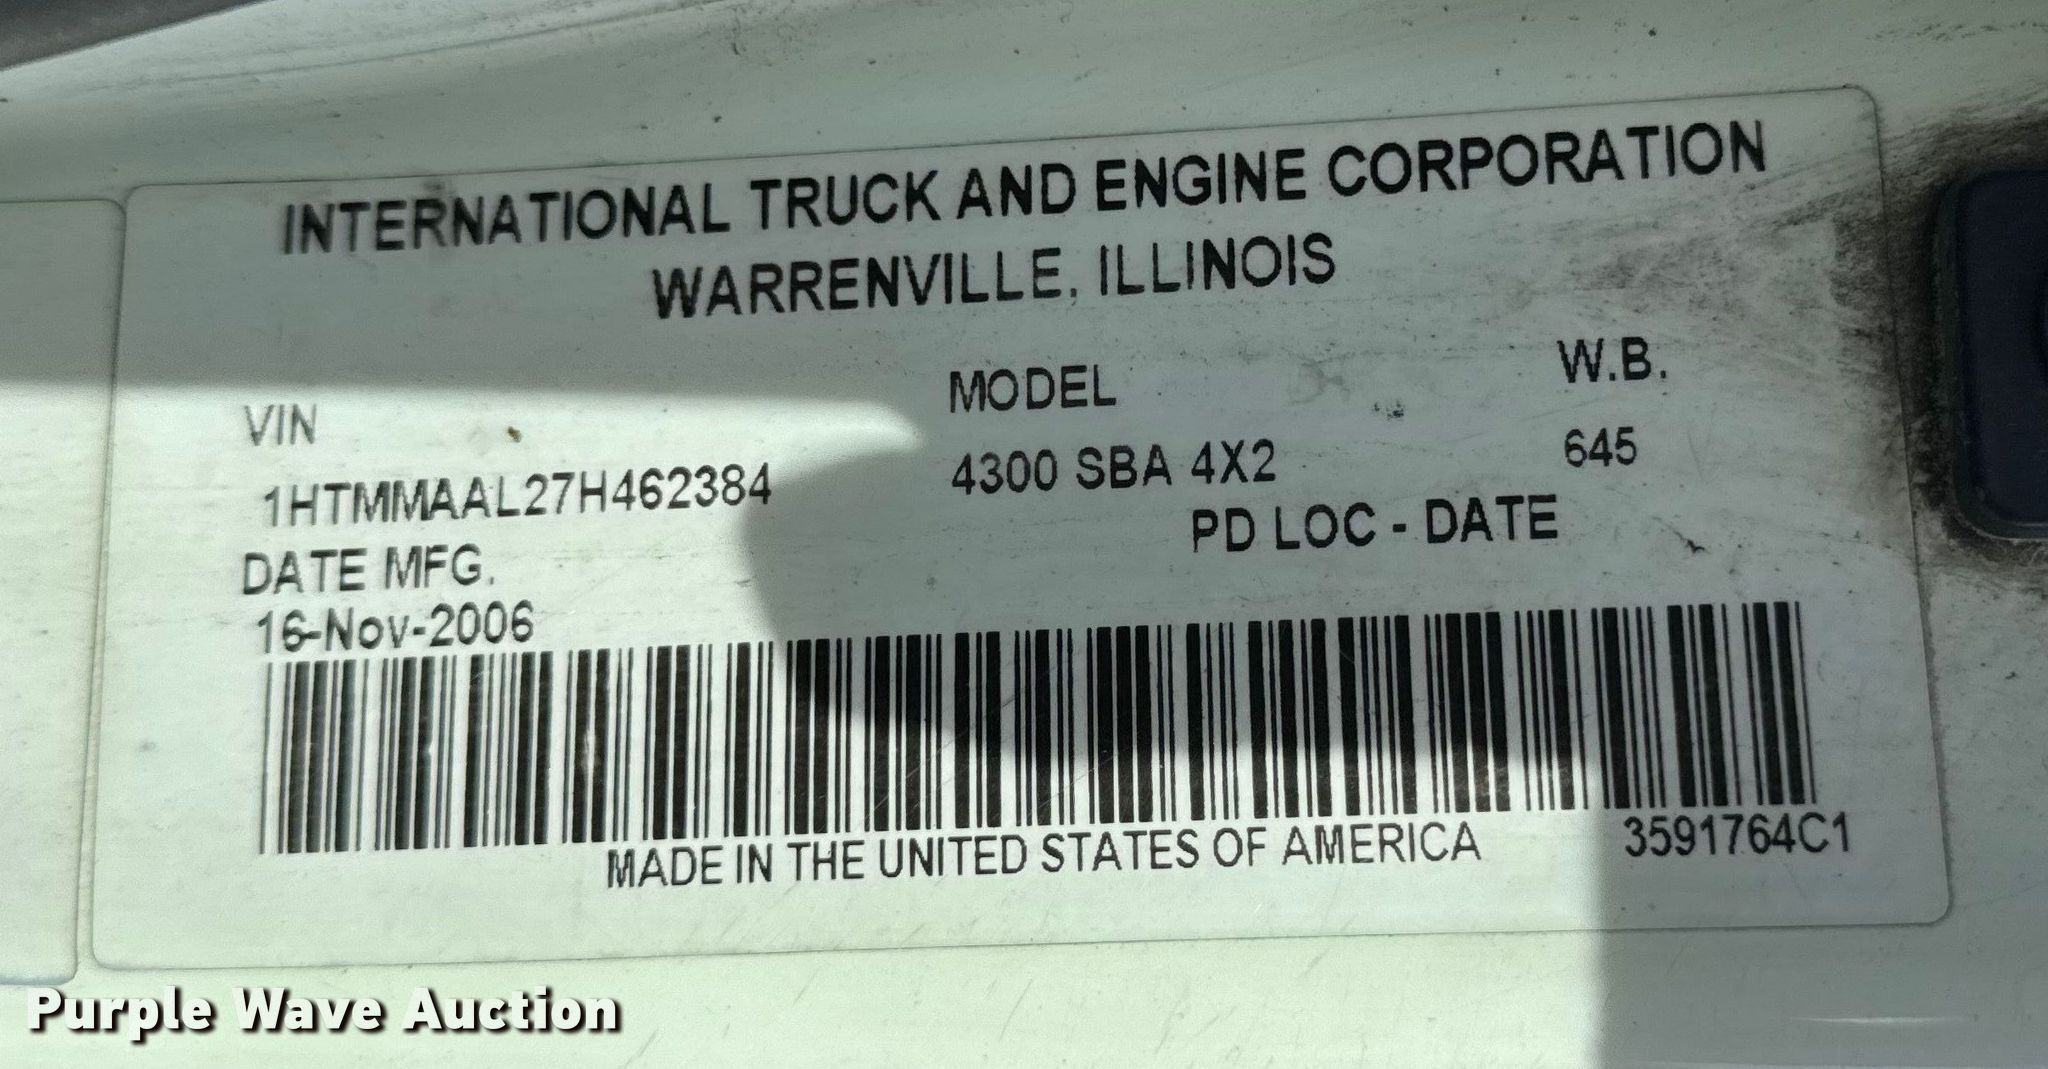 INTERNATIONAL TRUCK AND ENGINE CORPORATION
WARRENVILLE, ILLINOIS
VIN MODEL W.B.
1HTMMAAL27H462384 4300 SBA 4X2 645
DATE MFG. PD LOC - DATE
16-Nov-2006
MADE IN THE UNITED STATES OF AMERICA 3591764C1
Purple Wave Auction